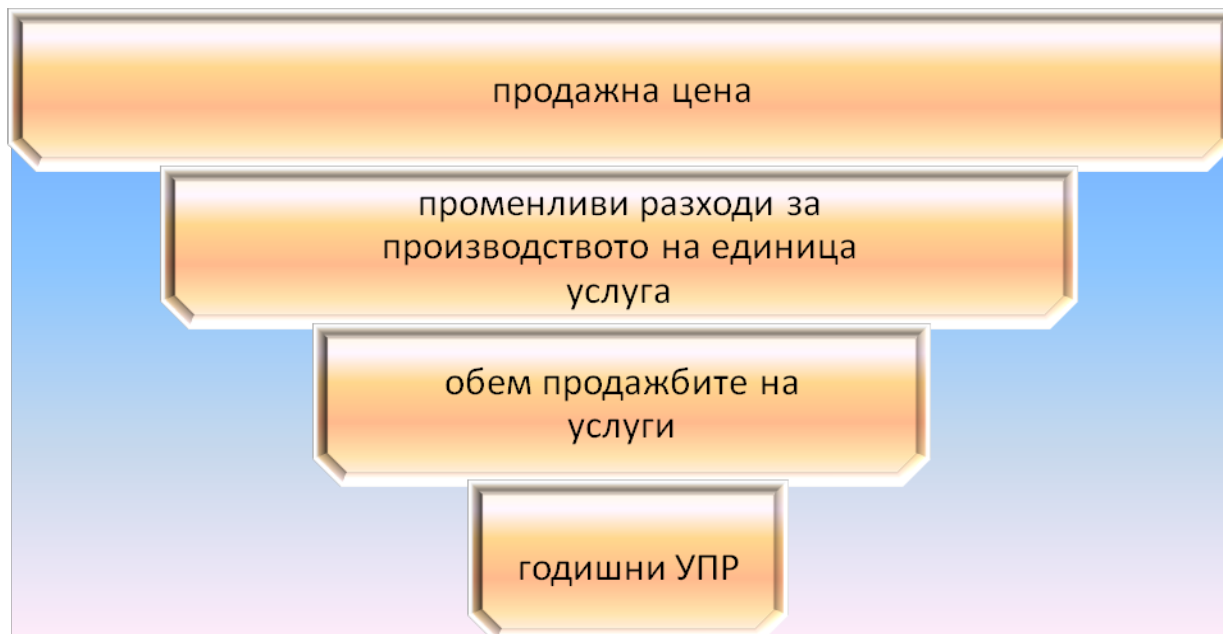 продажна цена
променливи разходи за
производството на единица
услуга
обем продажбите на
услуги
годишни УПР